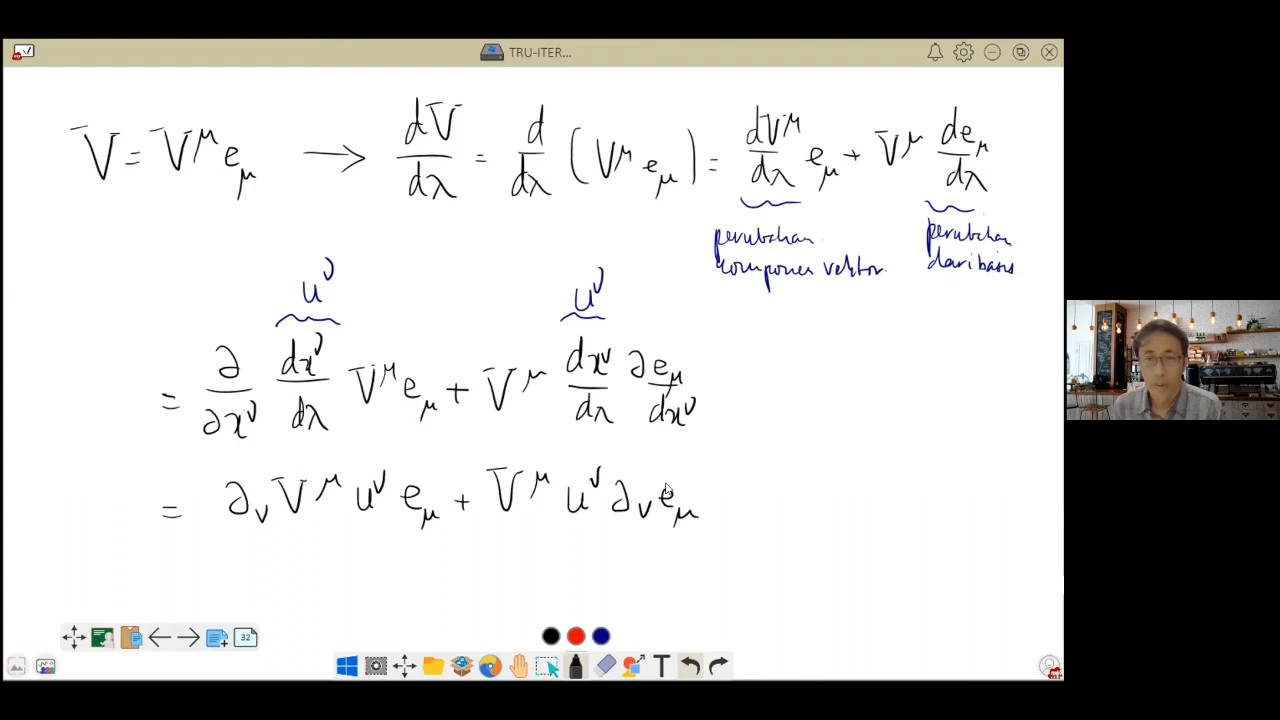 TRU-ITER...
V̄ = V^μ e_μ → dV̄/dλ = d/dλ (V^μ e_μ) = dV^μ/dλ e_μ + V^μ de_μ/dλ
perubahan komponen vektor
perubahan dari basis
u^ν u^ν
= ∂/∂x^ν dx^ν/dλ V^μ e_μ + V^μ dx^ν/dλ ∂e_μ/dx^ν
= ∂_ν V^μ u^ν e_μ + V^μ u^ν ∂_ν e_μ
32
T